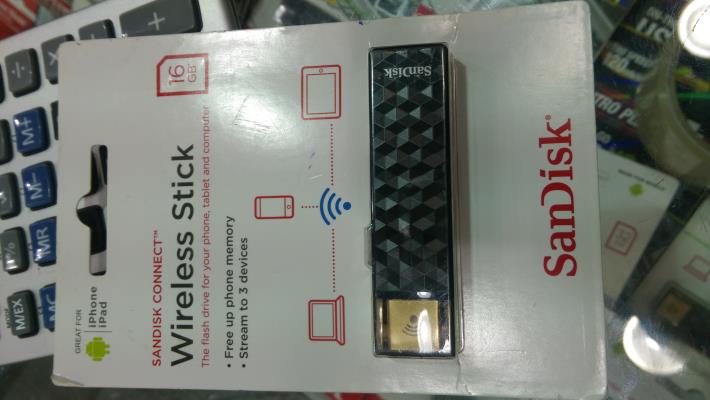 16
GB*
SANDISK CONNECT™
Wireless Stick
The flash drive for your phone, tablet and computer
• Free up phone memory
• Stream to 3 devices
GREAT FOR
iPhone
iPad
SanDisk
SanDisk®
÷
×
M+
M-
%
MR
M/EX
MC